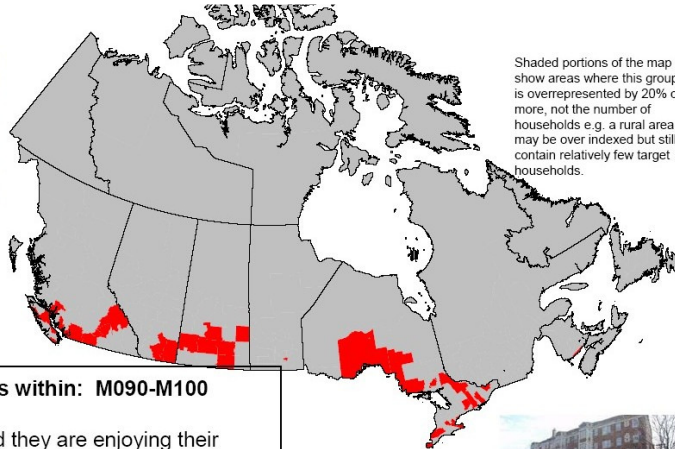 Shaded portions of the map
show areas where this group
is overrepresented by 20%
more, not the number of
households e.g. a rural area
may be over indexed but still
contain relatively few target
households.
within: M090-M100
they are enjoying their